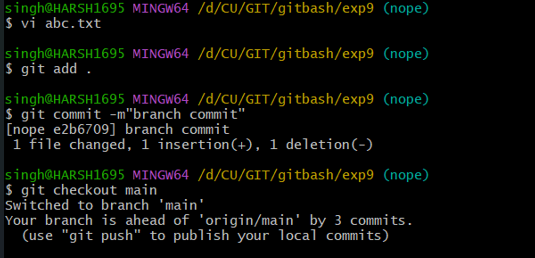 singh@HARSH1695 MINGW64 /d/CU/GIT/gitbash/exp9 (nope)
$ vi abc.txt
singh@HARSH1695 MINGW64 /d/CU/GIT/gitbash/exp9 (nope)
$ git add .
singh@HARSH1695 MINGW64 /d/CU/GIT/gitbash/exp9 (nope)
$ git commit -m"branch commit"
[nope e2b6709] branch commit
 1 file changed, 1 insertion(+), 1 deletion(-)
singh@HARSH1695 MINGW64 /d/CU/GIT/gitbash/exp9 (nope)
$ git checkout main
Switched to branch 'main'
Your branch is ahead of 'origin/main' by 3 commits.
  (use "git push" to publish your local commits)